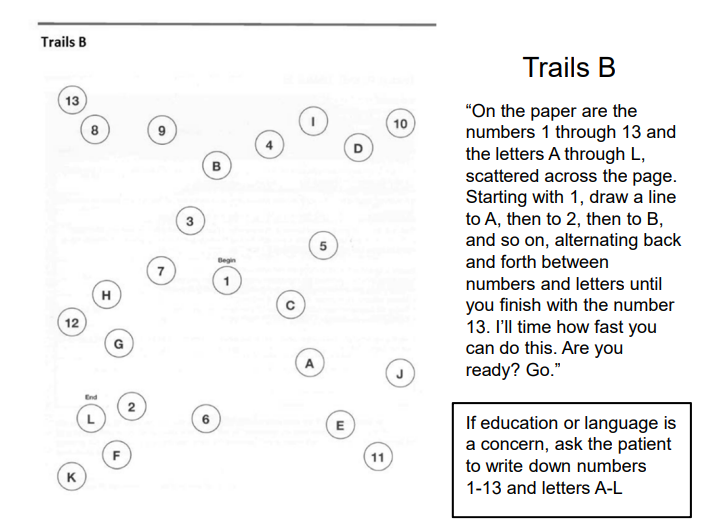 Trails B
13
8
9
B
4
I
D
10
3
5
7
Begin
1
H
C
12
G
A
J
End
L
2
6
E
F
11
K
Trails B
“On the paper are the
numbers 1 through 13 and
the letters A through L,
scattered across the page.
Starting with 1, draw a line
to A, then to 2, then to B,
and so on, alternating back
and forth between
numbers and letters until
you finish with the number
13. I’ll time how fast you
can do this. Are you
ready? Go.”
If education or language is
a concern, ask the patient
to write down numbers
1-13 and letters A-L